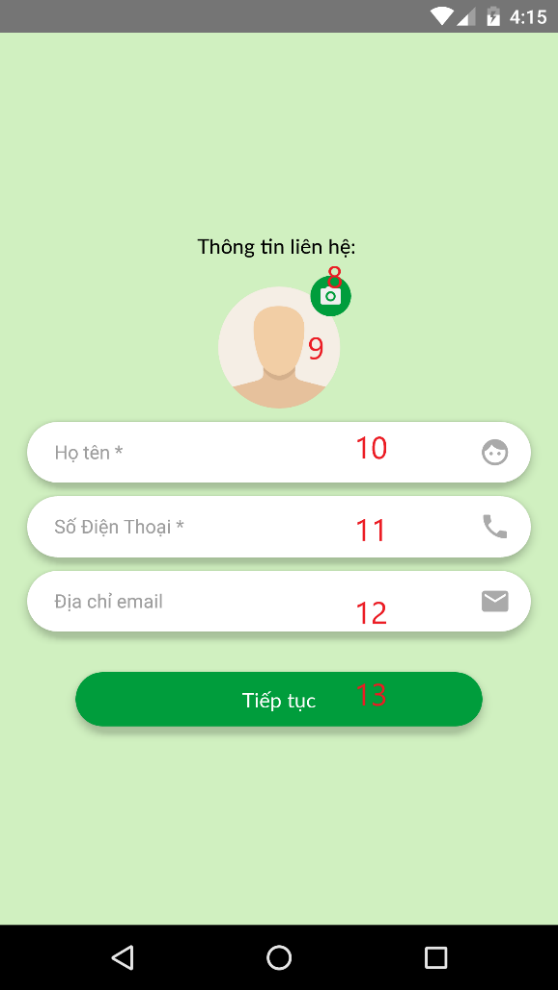 4:15
Thông tin liên hệ:
8
9
Họ tên * 10
Số Điện Thoại * 11
Địa chỉ email 12
Tiếp tục 13